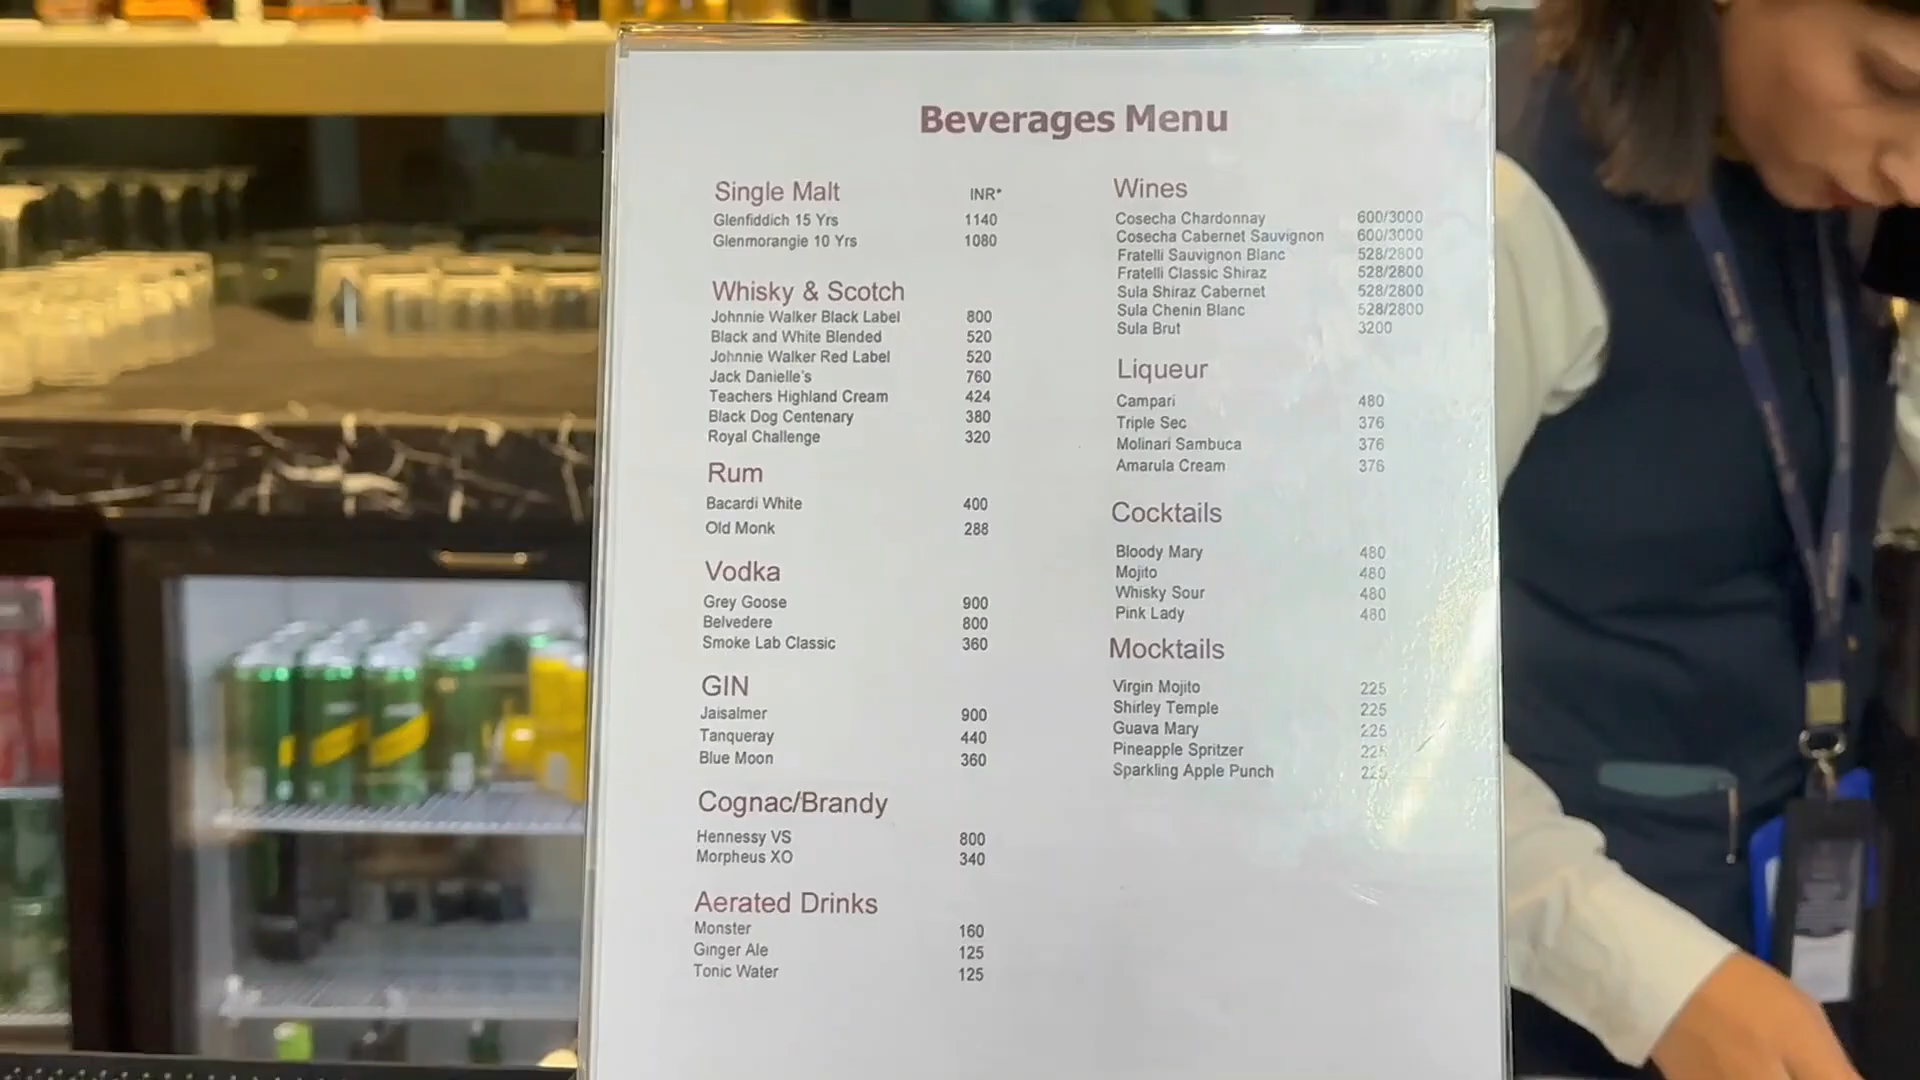 Beverages Menu
Single Malt INR*
Glenfiddich 15 Yrs 1140
Glenmorangie 10 Yrs 1080
Whisky & Scotch
Johnnie Walker Black Label 800
Black and White Blended 520
Johnnie Walker Red Label 520
Jack Danielle's 760
Teachers Highland Cream 424
Black Dog Centenary 380
Royal Challenge 320
Rum
Bacardi White 400
Old Monk 288
Vodka
Grey Goose 900
Belvedere 800
Smoke Lab Classic 360
GIN
Jaisalmer 900
Tanqueray 440
Blue Moon 360
Cognac/Brandy
Hennessy VS 800
Morpheus XO 340
Aerated Drinks
Monster 160
Ginger Ale 125
Tonic Water 125
Wines
Cosecha Chardonnay 600/3000
Cosecha Cabernet Sauvignon 600/3000
Fratelli Sauvignon Blanc 528/2800
Fratelli Classic Shiraz 528/2800
Sula Shiraz Cabernet 528/2800
Sula Chenin Blanc 528/2800
Sula Brut 3200
Liqueur
Campari 480
Triple Sec 376
Molinari Sambuca 376
Amarula Cream 376
Cocktails
Bloody Mary 480
Mojito 480
Whisky Sour 480
Pink Lady 480
Mocktails
Virgin Mojito 225
Shirley Temple 225
Guava Mary 225
Pineapple Spritzer 225
Sparkling Apple Punch 225